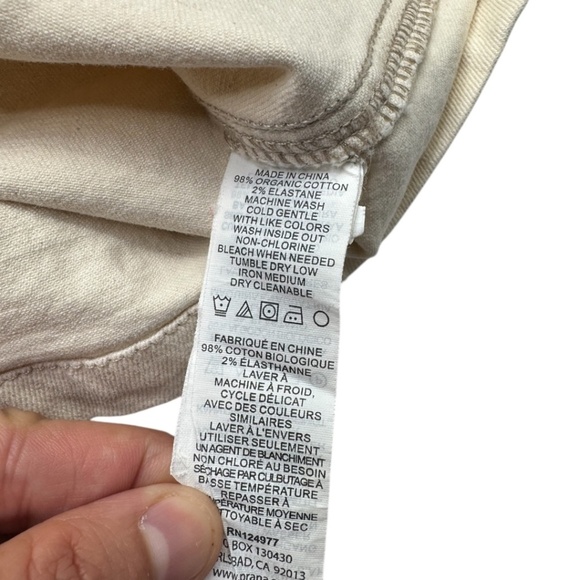 MADE IN CHINA
98% ORGANIC COTTON
2% ELASTANE
MACHINE WASH
COLD GENTLE
WITH LIKE COLORS
WASH INSIDE OUT
NON-CHLORINE
BLEACH WHEN NEEDED
TUMBLE DRY LOW
IRON MEDIUM
DRY CLEANABLE
FABRIQUÉ EN CHINE
98% COTON BIOLOGIQUE
2% ÉLASTHANNE
LAVER À
MACHINE À FROID,
CYCLE DÉLICAT
AVEC DES COULEURS
SIMILAIRES
LAVER À L'ENVERS
UTILISER SEULEMENT
UN AGENT DE BLANCHIMENT
NON CHLORÉ AU BESOIN
SÉCHAGE PAR CULBUTAGE À
BASSE TEMPÉRATURE
REPASSER À
MOYENNE
À SEC
RN124977
BOX 130430
CA 92013